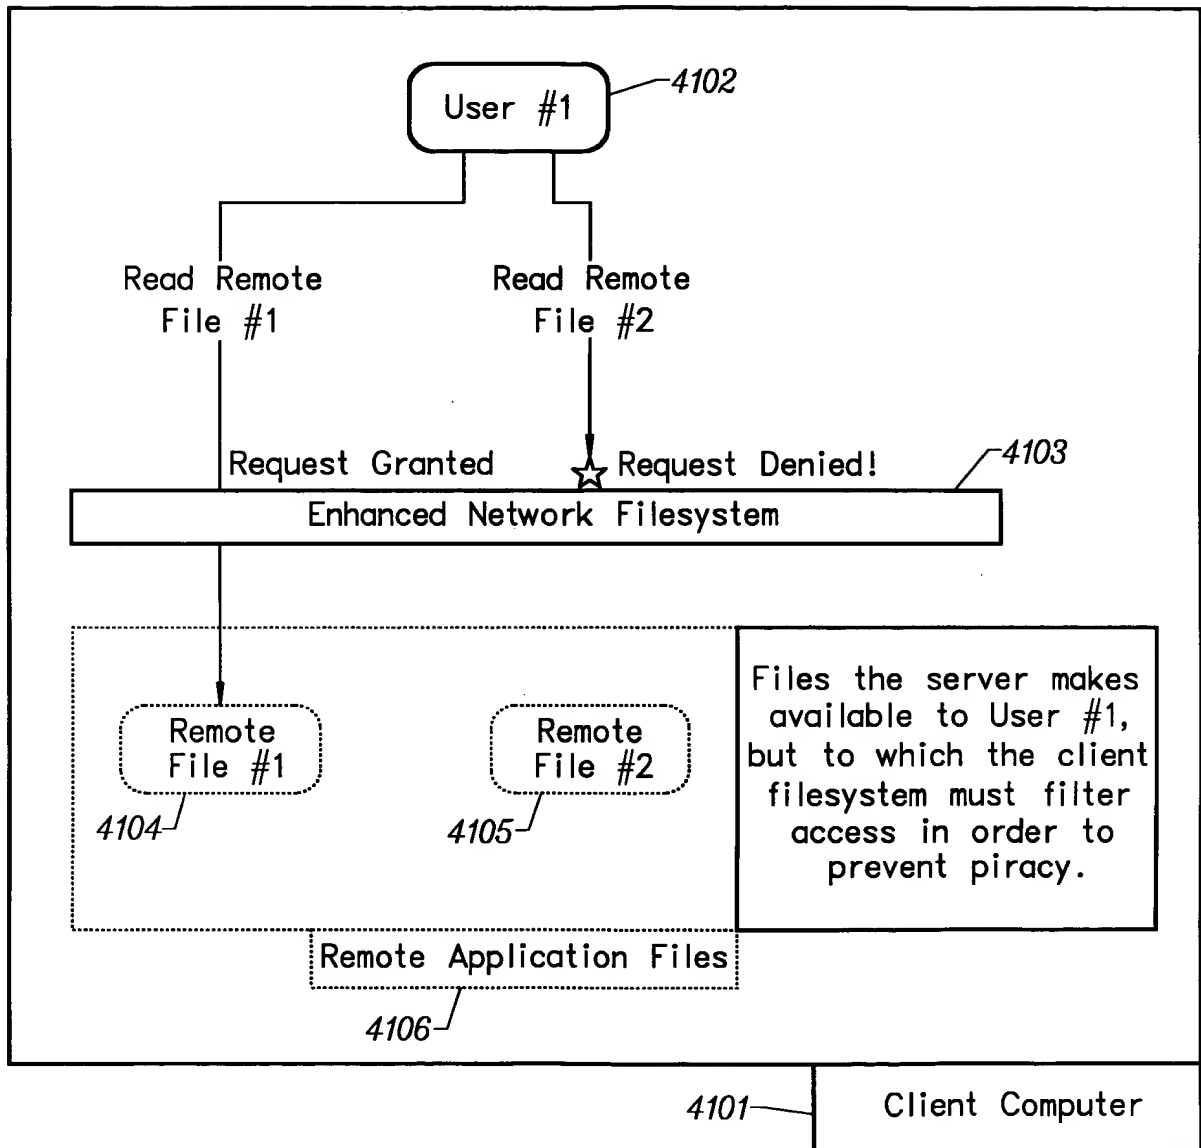 4102
User #1
Read Remote
File #1
Read Remote
File #2
Request Granted
Request Denied!
4103
Enhanced Network Filesystem
Remote
File #1
4104
Remote
File #2
4105
Files the server makes
available to User #1,
but to which the client
filesystem must filter
access in order to
prevent piracy.
Remote Application Files
4106
4101
Client Computer